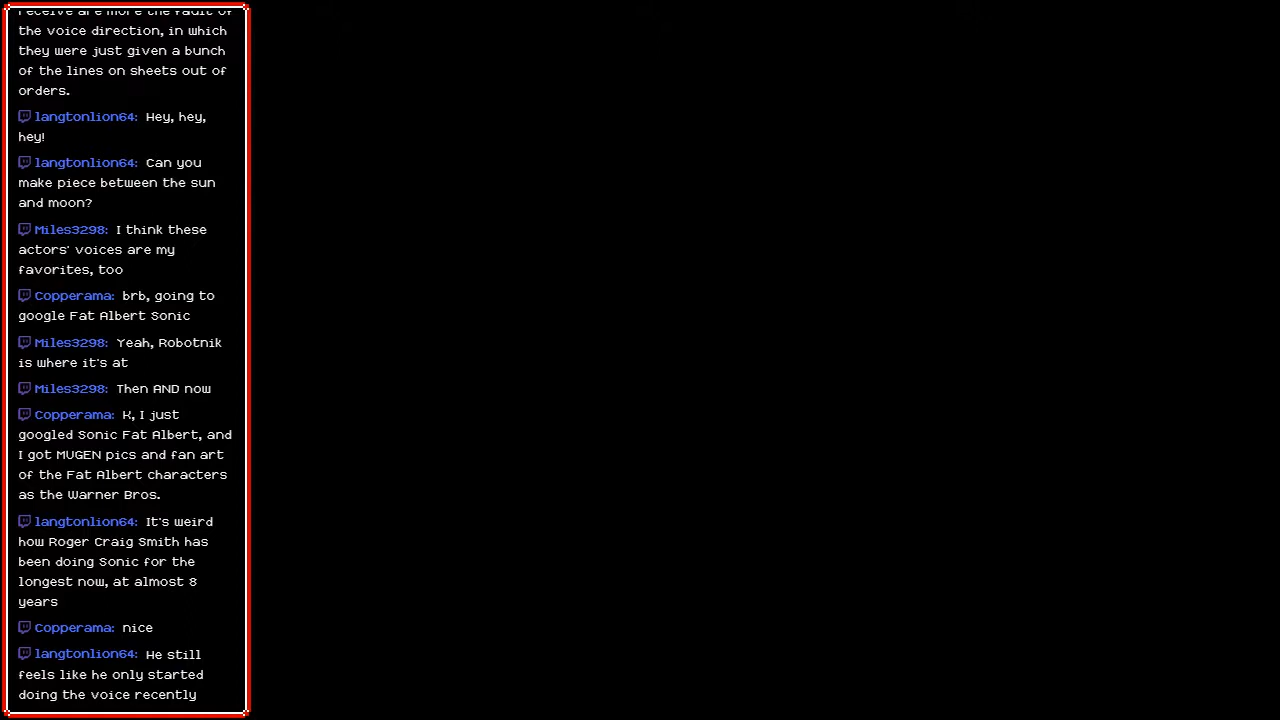 receive are more the fault of
the voice direction, in which
they were just given a bunch
of the lines on sheets out of
orders.
langtonlion64: Hey, hey,
hey!
langtonlion64: Can you
make piece between the sun
and moon?
Miles3298: I think these
actors' voices are my
favorites, too
Copperama: brb, going to
google Fat Albert Sonic
Miles3298: Yeah, Robotnik
is where it's at
Miles3298: Then AND now
Copperama: K, I just
googled Sonic Fat Albert, and
I got MUGEN pics and fan art
of the Fat Albert characters
as the Warner Bros.
langtonlion64: It's weird
how Roger Craig Smith has
been doing Sonic for the
longest now, at almost 8
years
Copperama: nice
langtonlion64: He still
feels like he only started
doing the voice recently